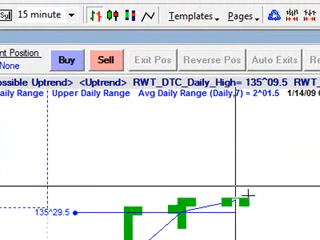 15 minute Templates Pages
nt Position
None Buy Sell Exit Pos Reverse Pos Auto Exits Re
ossible Uptrend> <Uptrend> RWT_DTC_Daily_High= 135^09.5 RWT_
aily Range Upper Daily Range Avg Daily Range (Daily,7) = 2^01.5 1/14/09
135^29.5